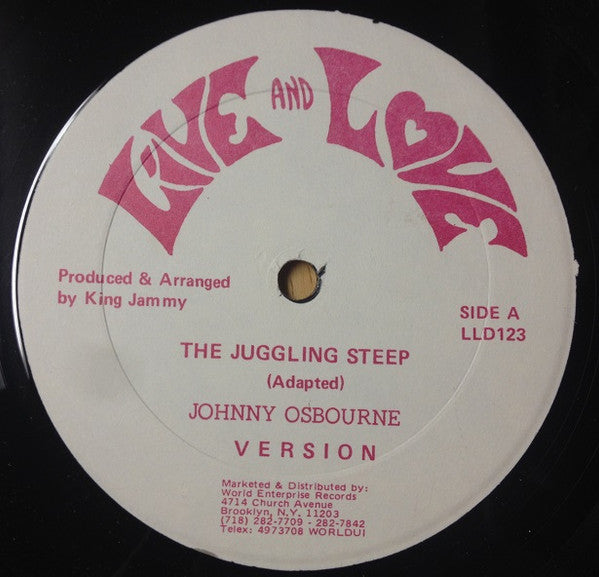 LIVE AND LOVE
Produced & Arranged
by King Jammy
SIDE A
LLD123
THE JUGGLING STEEP
(Adapted)
JOHNNY OSBOURNE
VERSION
Marketed & Distributed by:
World Enterprise Records
4714 Church Avenue
Brooklyn, N.Y. 11203
(718) 282-7709 - 282-7842
Telex: 4973708 WORLDUI